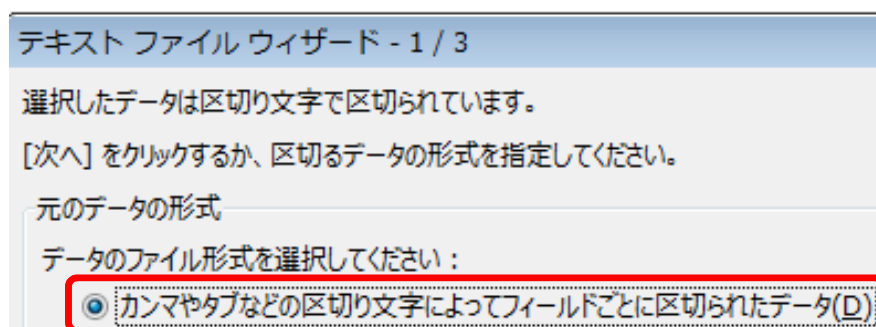 テキスト ファイル ウィザード - 1 / 3
選択したデータは区切り文字で区切られています。
[次へ] をクリックするか、区切るデータの形式を指定してください。
元のデータの形式
データのファイル形式を選択してください：
カンマやタブなどの区切り文字によってフィールドごとに区切られたデータ(D)